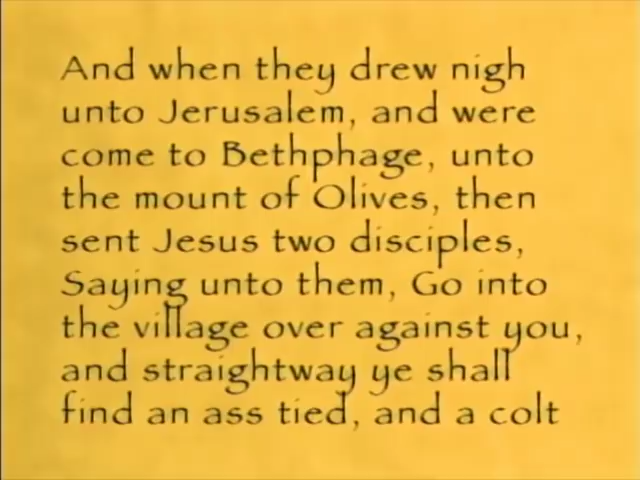 And when they drew nigh
unto Jerusalem, and were
come to Bethphage, unto
the mount of Olives, then
sent Jesus two disciples,
Saying unto them, Go into
the village over against you,
and straightway ye shall
find an ass tied, and a colt